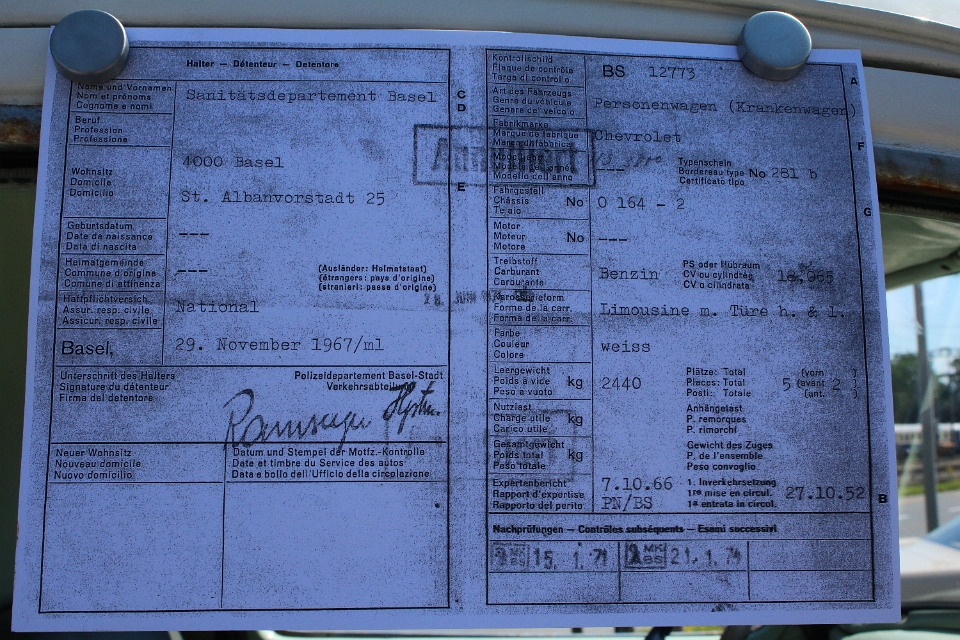 Halter — Détenteur — Detentore
Name und Vornamen
Nom et prénoms
Cognome e nomi
Sanitätsdepartement Basel
Beruf
Profession
Professione
Wohnsitz
Domicile
Domicilio
4000 Basel
St. Albanvorstadt 25
Geburtsdatum
Date de naissance
Data di nascita
---
Heimatgemeinde
Commune d'origine
Comune di attinenza
---
(Ausländer: Heimatstaat)
(étrangers: pays d'origine)
(stranieri: paese d'origine)
Haftpflichtversich.
Assur. resp. civile
Assicur. resp. civile
National
Basel,
29. November 1967/ml
Unterschrift des Halters
Signature du détenteur
Firma del detentore
Polizeidepartement Basel-Stadt
Verkehrsabteilung
Neuer Wohnsitz
Nouveau domicile
Nuovo domicilio
Datum und Stempel der Motfz.-Kontrolle
Date et timbre du Service des autos
Data e bollo dell'Ufficio della circolazione
C
D
E
Kontrollschild
Plaque de contrôle
Targa di controllo
BS 12773
A
Art des Fahrzeugs
Genre du véhicule
Genere del veicolo
Personenwagen (Krankenwagen)
Fabrikmarke
Marque de fabrique
Marca di fabbrica
Chevrolet
F
Annulliert
Modell
Modello dell'anno
---
Typenschein
Bordereau type No 281 b
Certificato tipo
Fahrgestell
Châssis No
Telaio
O 164 - 2
G
Motor
Moteur No
Motore
---
Treibstoff
Carburant
Carburante
Benzin
PS oder Hubraum
CV ou cylindrée
CV o cilindrata
Karosserieform
Forme de la carr.
Forma della carr.
Limousine m. Türe h. & l.
Farbe
Couleur
Colore
weiss
Leergewicht
Poids à vide kg
Peso a vuoto
2440
Plätze: Total (vorn )
Places: Total 5 (avant 2 )
Posti: Totale (ant. )
Nutzlast
Charge utile kg
Carico utile
Anhängelast
P. remorques
P. rimorchi
Gesamtgewicht
Poids total kg
Peso totale
Gewicht des Zuges
P. de l'ensemble
Peso convoglio
Expertenbericht
Rapport d'expertise
Rapporto del perito
7.10.66
PN/BS
1. Inverkehrsetzung
1re mise en circul.
1a entrata in circol.
27.10.52
B
Nachprüfungen — Contrôles subséquents — Esami successivi
MK
BS
15. 1. 71
MK
BS
21. 1. 74